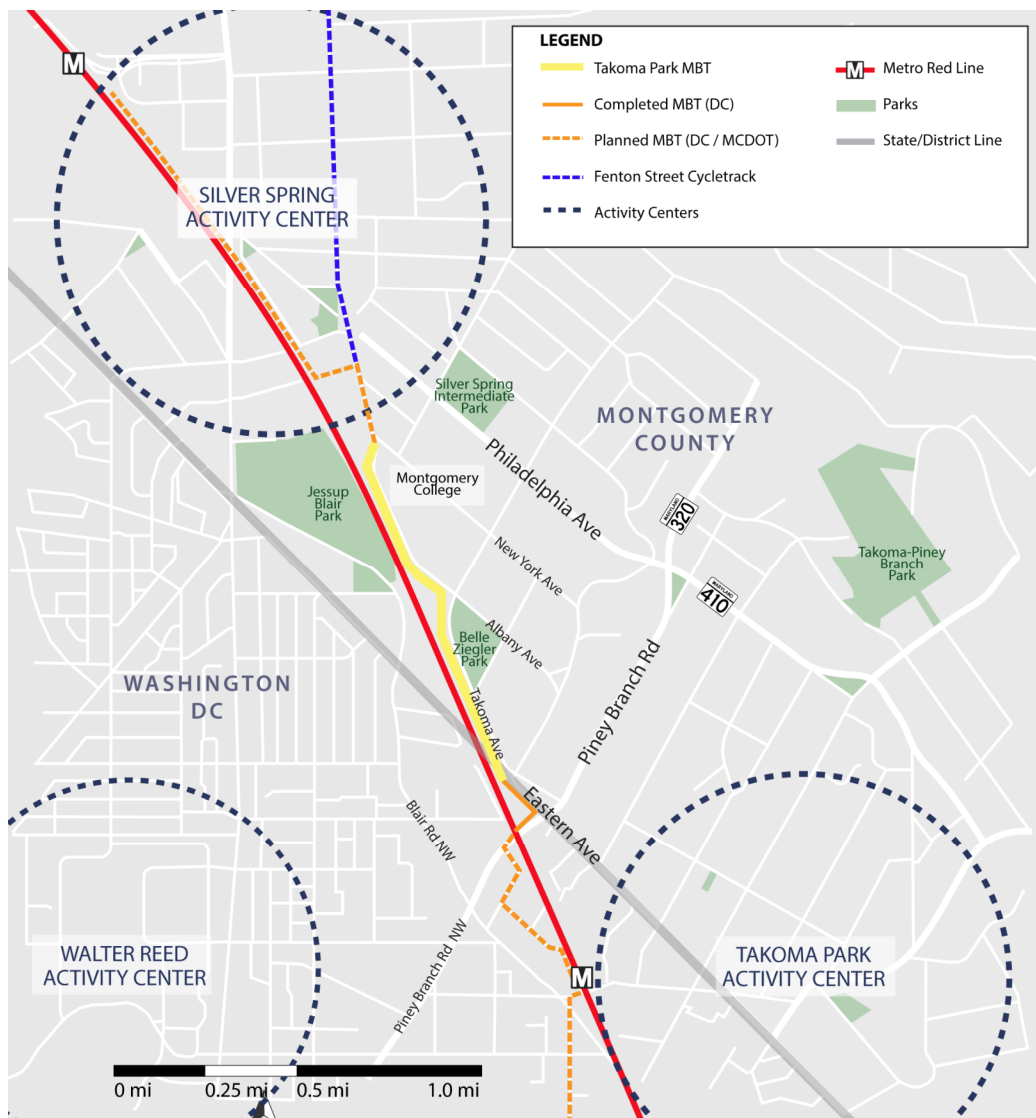 LEGEND
Takoma Park MBT
Completed MBT (DC)
Planned MBT (DC / MCDOT)
Fenton Street Cycletrack
Activity Centers
M
Metro Red Line
Parks
State/District Line
M
SILVER SPRING
ACTIVITY CENTER
Silver Spring
Intermediate
Park
MONTGOMERY
COUNTY
Philadelphia Ave
Montgomery
College
Jessup
Blair
Park
MARYLAND
320
New York Ave
Takoma-Piney
Branch
Park
MARYLAND
410
Albany Ave
Belle
Ziegler
Park
WASHINGTON
DC
Takoma Ave
Piney Branch Rd
Eastern Ave
Blair Rd NW
WALTER REED
ACTIVITY CENTER
Piney Branch Rd NW
M
TAKOMA PARK
ACTIVITY CENTER
0 mi
0.25 mi
0.5 mi
1.0 mi